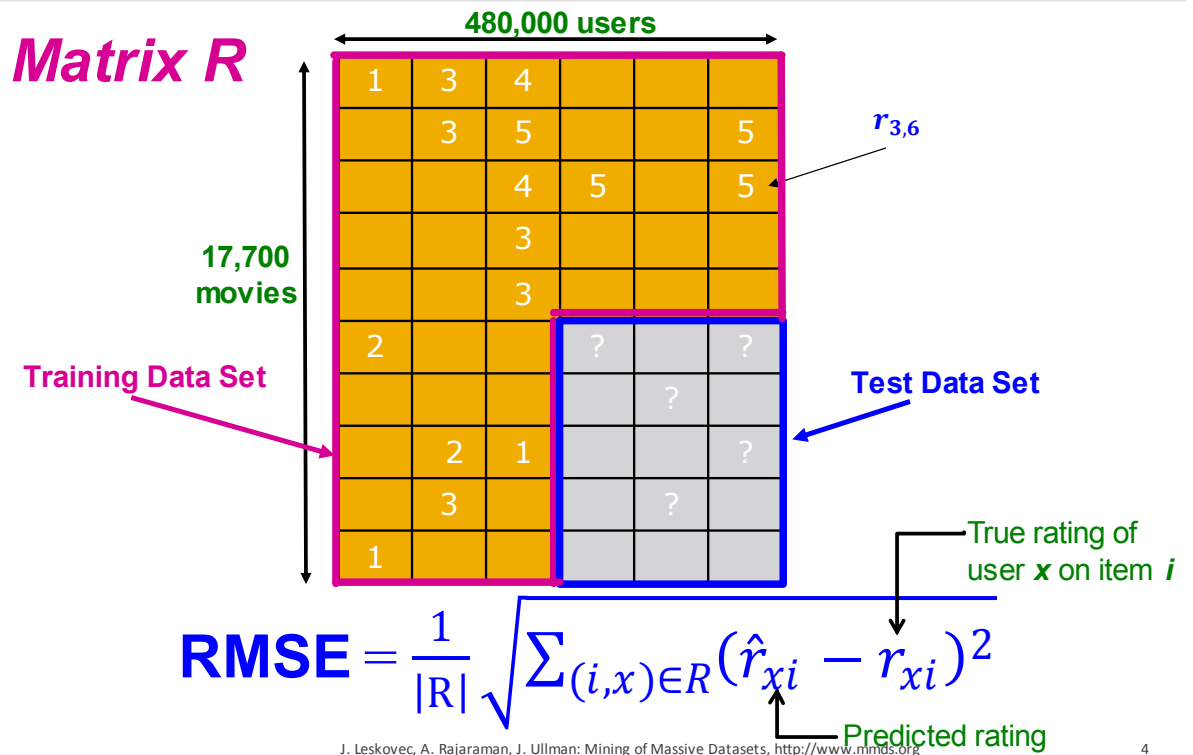 480,000 users
Matrix R
1 3 4
3 5 5
r3,6
4 5 5
3
17,700
movies
3
2 ? ?
Training Data Set
Test Data Set
?
2 1 ?
3 ?
1
True rating of
user x on item i
RMSE = 1/|R| √∑(i,x)∈R (r̂xi − rxi)²
Predicted rating
J. Leskovec, A. Rajaraman, J. Ullman: Mining of Massive Datasets, http://www.mmds.org
4